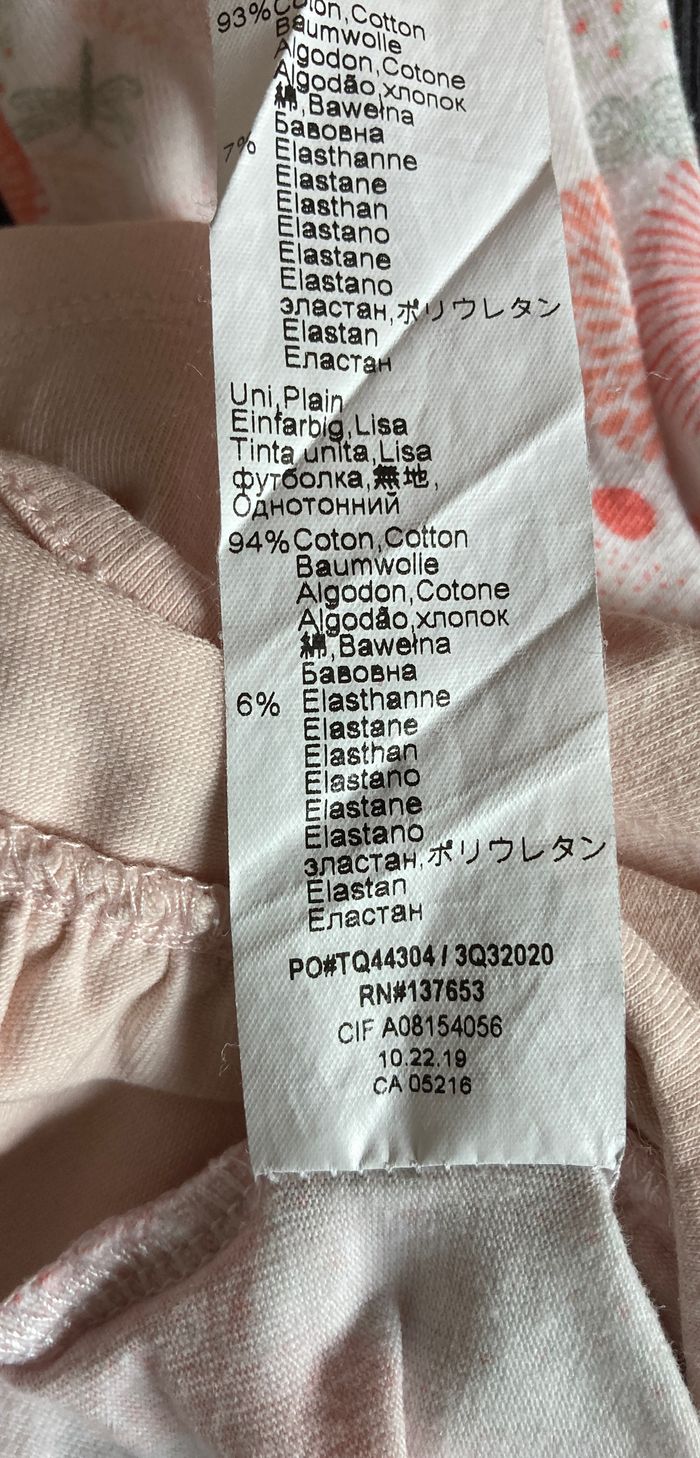 93% Coton,Cotton
Baumwolle
Algodon,Cotone
Algodão,хлопок
綿,Bawełna
Бавовна
7% Elasthanne
Elastane
Elasthan
Elastano
Elastane
Elastano
эластан,ポリウレタン
Elastan
Еластан
Uni,Plain
Einfarbig,Lisa
Tinta unita,Lisa
футболка,無地,
Однотонний
94% Coton,Cotton
Baumwolle
Algodon,Cotone
Algodão,хлопок
綿,Bawełna
Бавовна
6% Elasthanne
Elastane
Elasthan
Elastano
Elastane
Elastano
эластан,ポリウレタン
Elastan
Еластан
PO#TQ44304 / 3Q32020
RN#137653
CIF A08154056
10.22.19
CA 05216